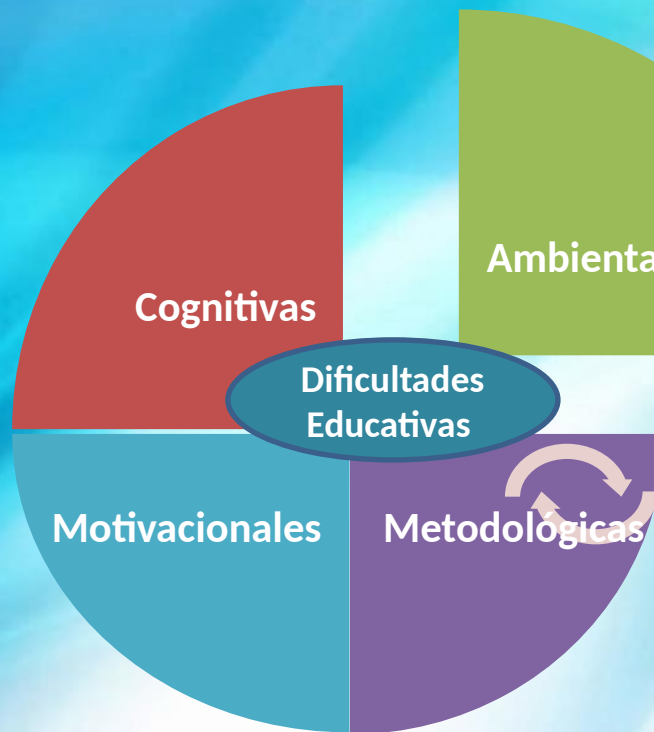 Ambienta
Cognitivas
Dificultades
Educativas
Motivacionales
Metodológicas